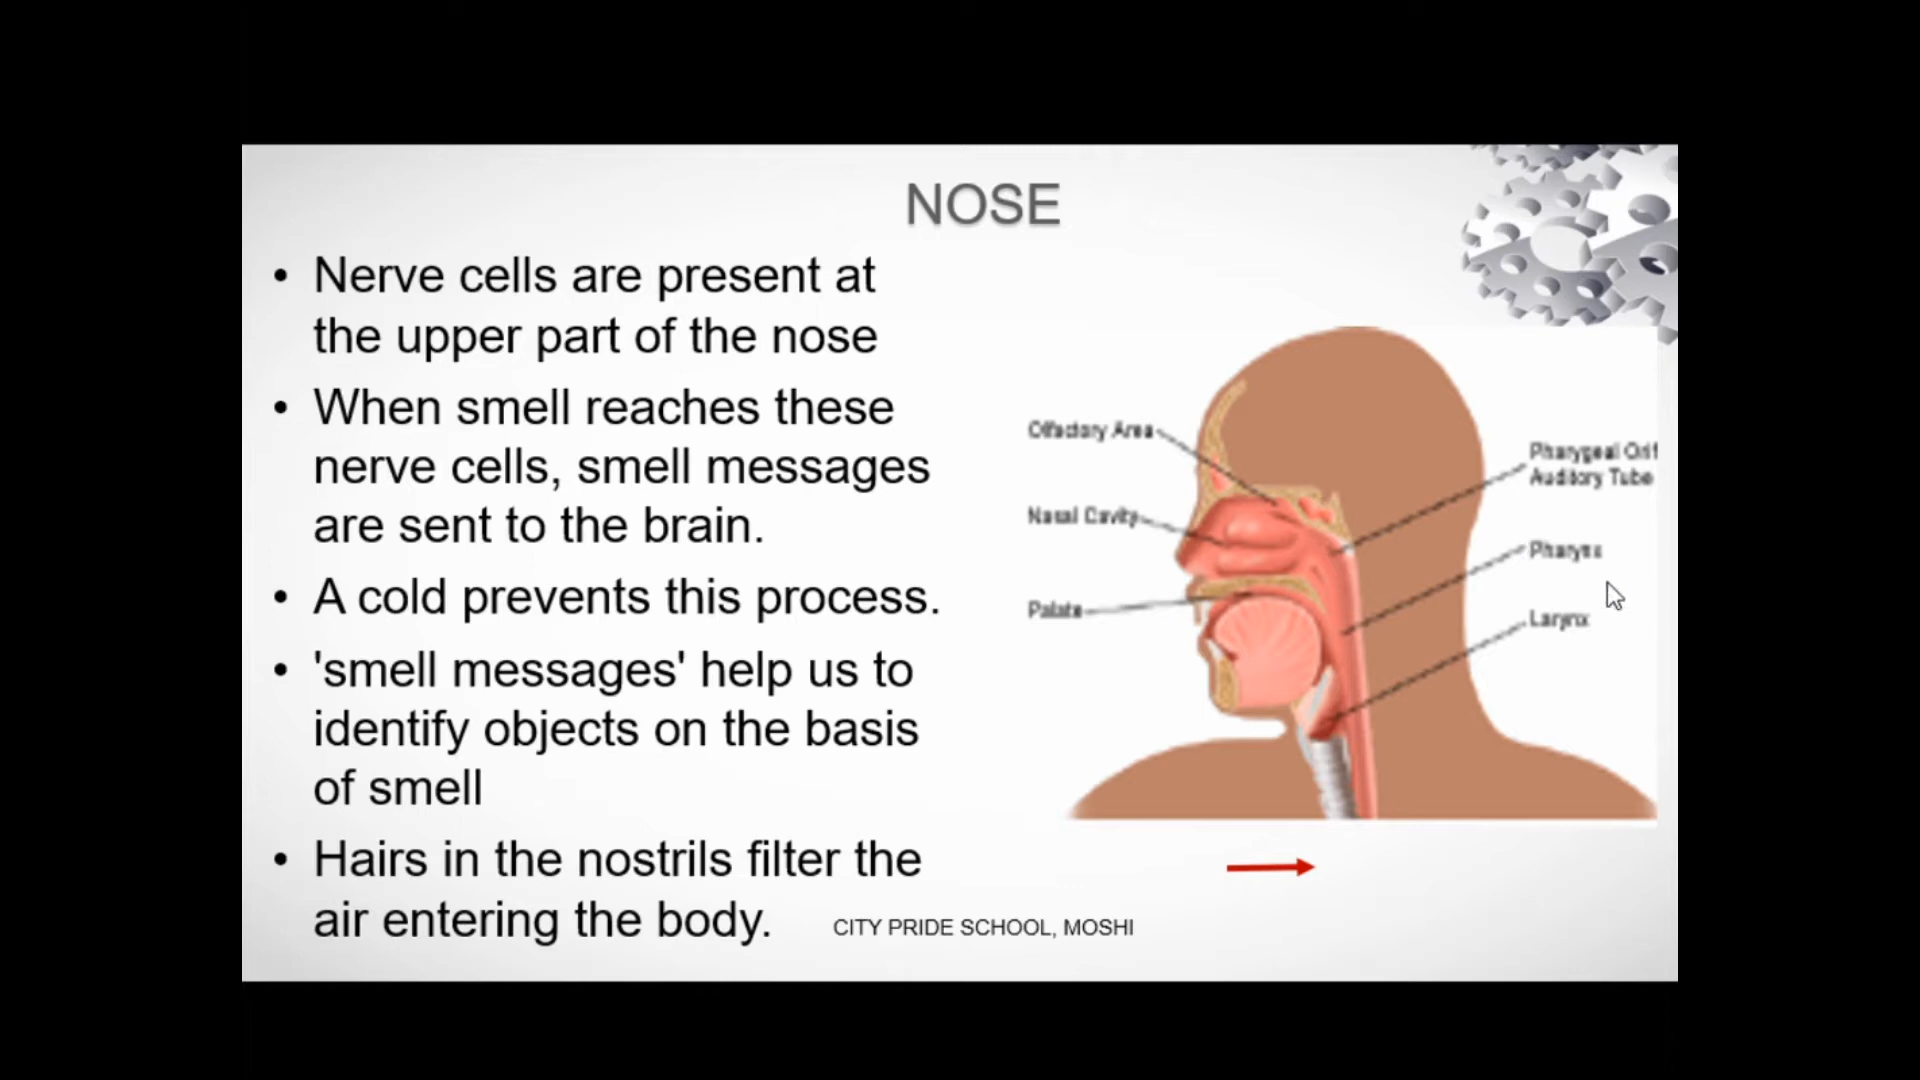 NOSE
• Nerve cells are present at
the upper part of the nose
• When smell reaches these
nerve cells, smell messages
are sent to the brain.
• A cold prevents this process.
• 'smell messages' help us to
identify objects on the basis
of smell
• Hairs in the nostrils filter the
air entering the body.
Olfactory Area
Nasal Cavity
Palate
Auditory Tube
Pharynx
Larynx
CITY PRIDE SCHOOL, MOSHI